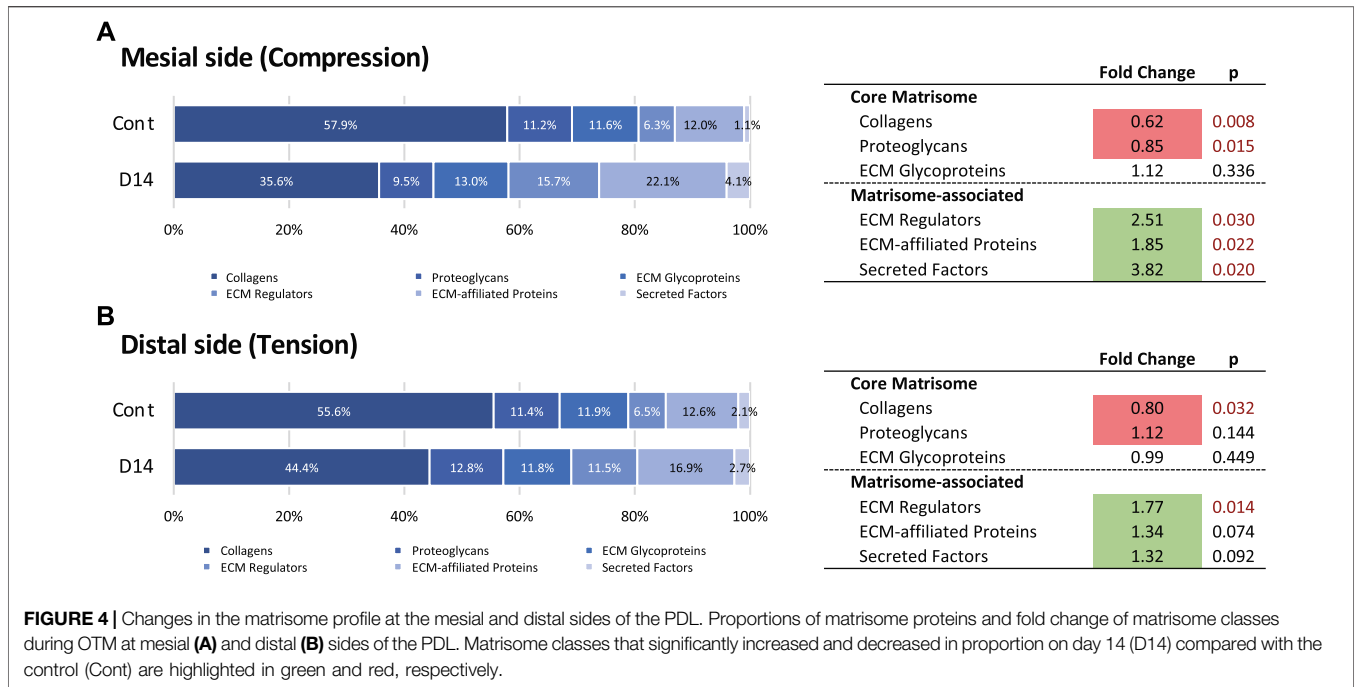 A
Mesial side (Compression)
Cont
57.9%
11.2%
11.6%
6.3%
12.0%
1.1%
D14
35.6%
9.5%
13.0%
15.7%
22.1%
4.1%
0%
20%
40%
60%
80%
100%
Collagens
Proteoglycans
ECM Glycoproteins
ECM Regulators
ECM-affiliated Proteins
Secreted Factors
Fold Change p
Core Matrisome
Collagens 0.62 0.008
Proteoglycans 0.85 0.015
ECM Glycoproteins 1.12 0.336
Matrisome-associated
ECM Regulators 2.51 0.030
ECM-affiliated Proteins 1.85 0.022
Secreted Factors 3.82 0.020
B
Distal side (Tension)
Cont
55.6%
11.4%
11.9%
6.5%
12.6%
2.1%
D14
44.4%
12.8%
11.8%
11.5%
16.9%
2.7%
0%
20%
40%
60%
80%
100%
Collagens
Proteoglycans
ECM Glycoproteins
ECM Regulators
ECM-affiliated Proteins
Secreted Factors
Fold Change p
Core Matrisome
Collagens 0.80 0.032
Proteoglycans 1.12 0.144
ECM Glycoproteins 0.99 0.449
Matrisome-associated
ECM Regulators 1.77 0.014
ECM-affiliated Proteins 1.34 0.074
Secreted Factors 1.32 0.092
FIGURE 4 | Changes in the matrisome profile at the mesial and distal sides of the PDL. Proportions of matrisome proteins and fold change of matrisome classes
during OTM at mesial (A) and distal (B) sides of the PDL. Matrisome classes that significantly increased and decreased in proportion on day 14 (D14) compared with the
control (Cont) are highlighted in green and red, respectively.